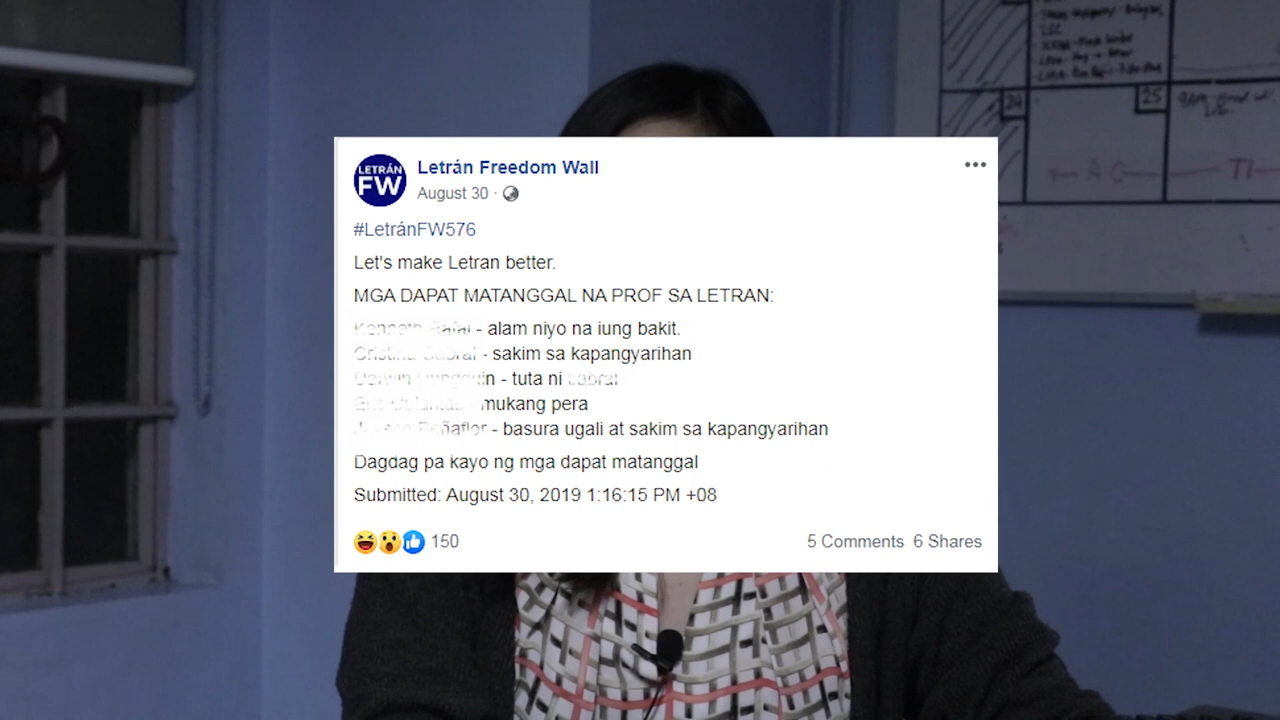 24
25
LETRÁN
FW
Letrán Freedom Wall
August 30 ·
#LetránFW576
Let's make Letran better.
MGA DAPAT MATANGGAL NA PROF SA LETRAN:
- alam niyo na iung bakit.
- sakim sa kapangyarihan
- tuta ni
- mukang pera
- basura ugali at sakim sa kapangyarihan
Dagdag pa kayo ng mga dapat matanggal
Submitted: August 30, 2019 1:16:15 PM +08
150
5 Comments 6 Shares